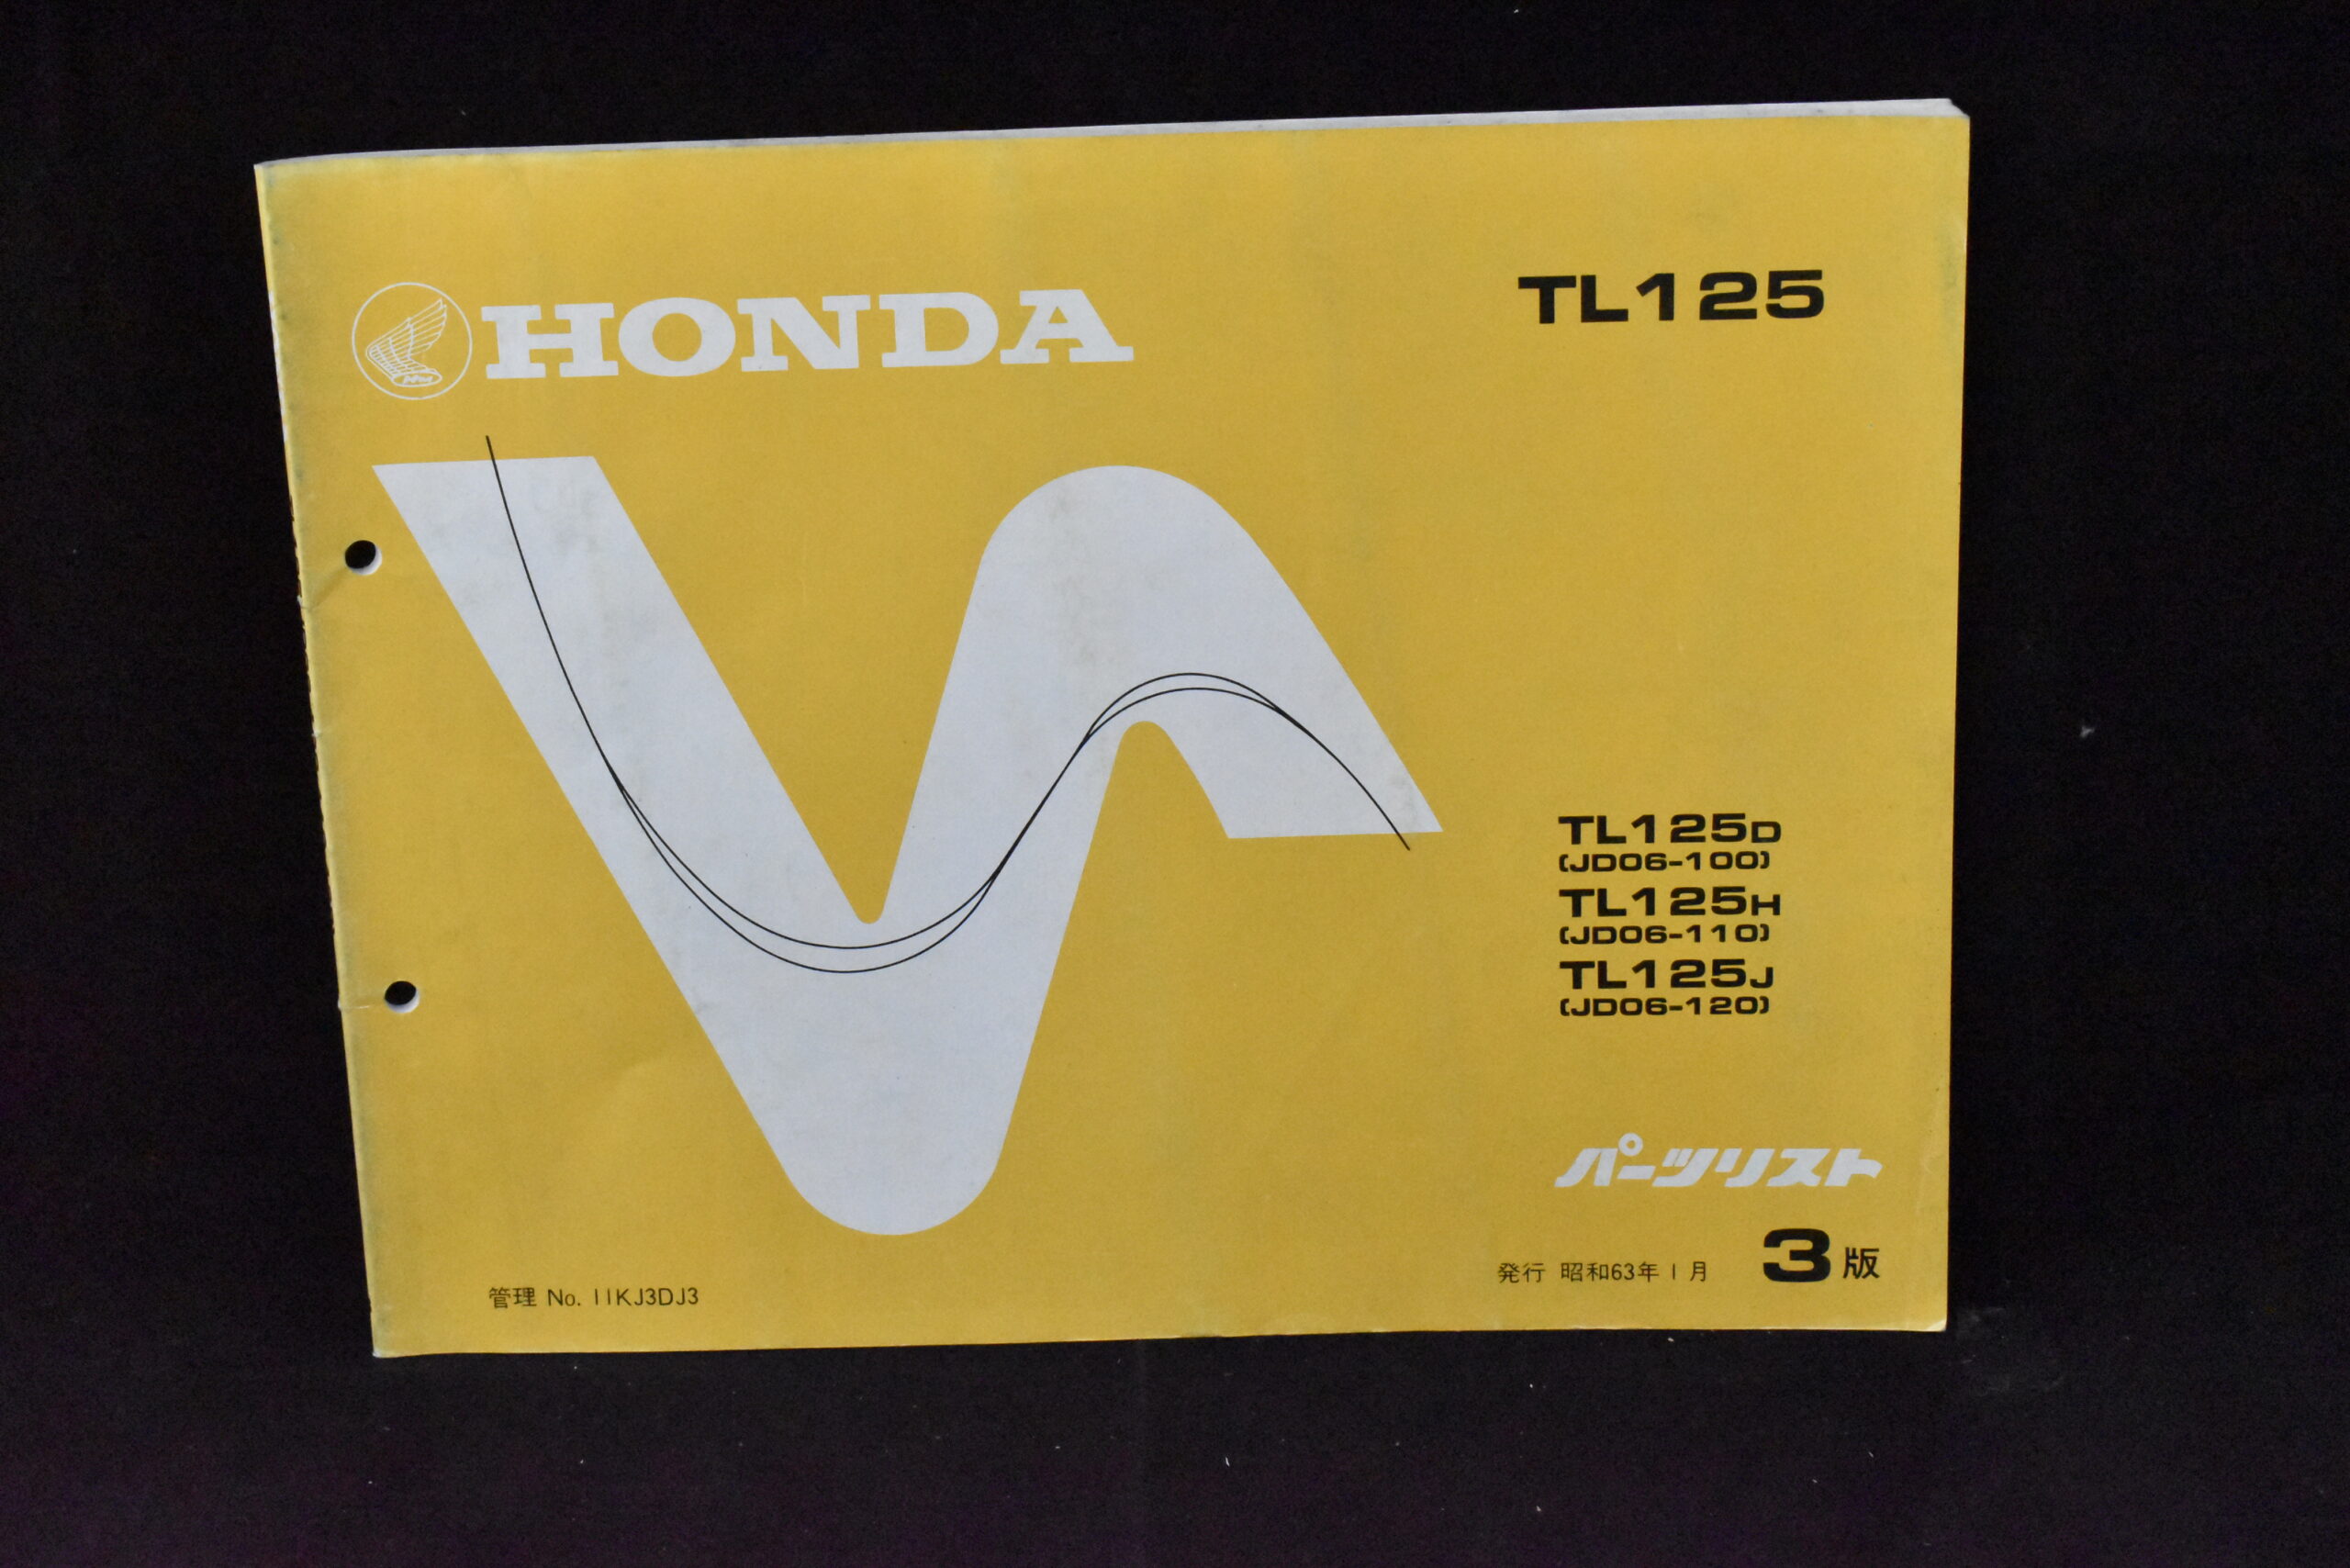 HONDA
TL125
TL125D
(JD06-100)
TL125H
(JD06-110)
TL125J
(JD06-120)
パーツリスト
発行 昭和63年1月 3版
管理 No. 11KJ3DJ3